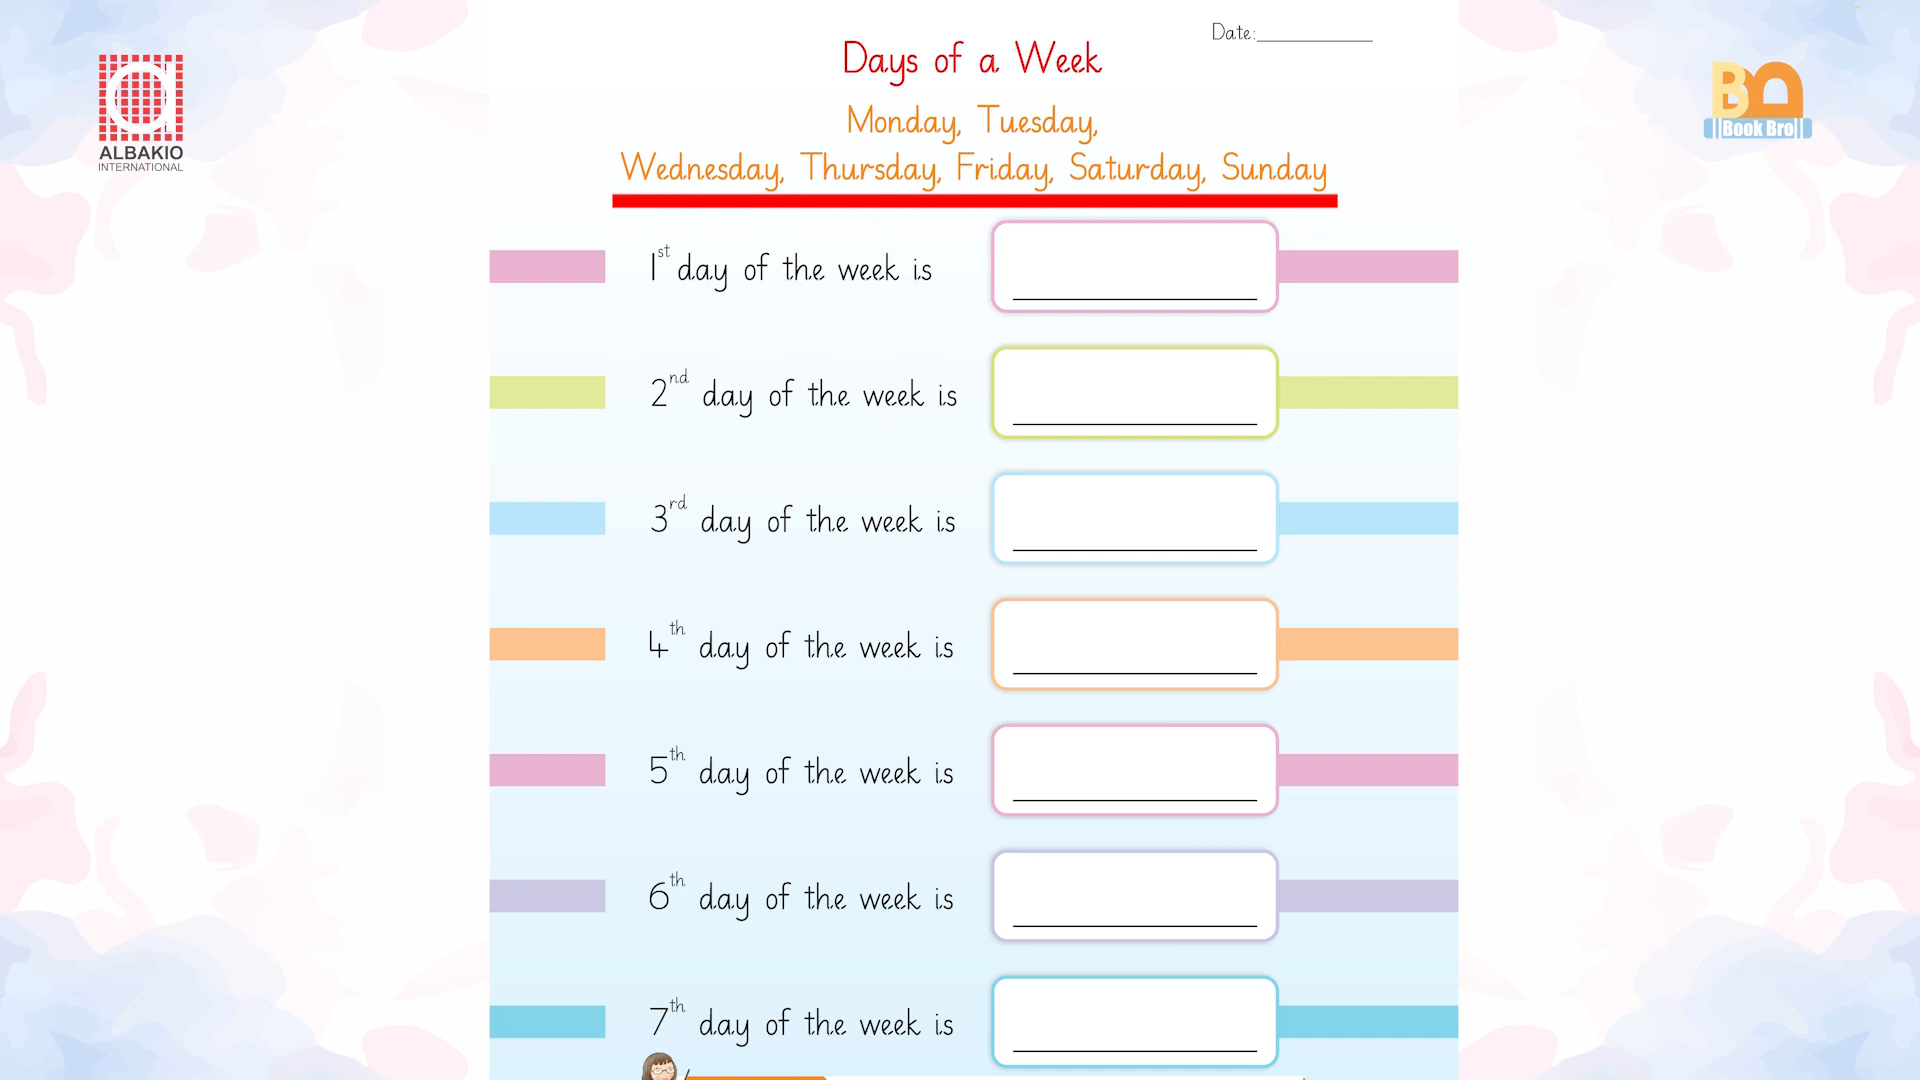 Date:
Days of a Week
Monday, Tuesday,
Wednesday, Thursday, Friday, Saturday, Sunday
1st day of the week is
2nd day of the week is
3rd day of the week is
4th day of the week is
5th day of the week is
6th day of the week is
7th day of the week is
ALBAKIO
INTERNATIONAL
BB
Book Bro